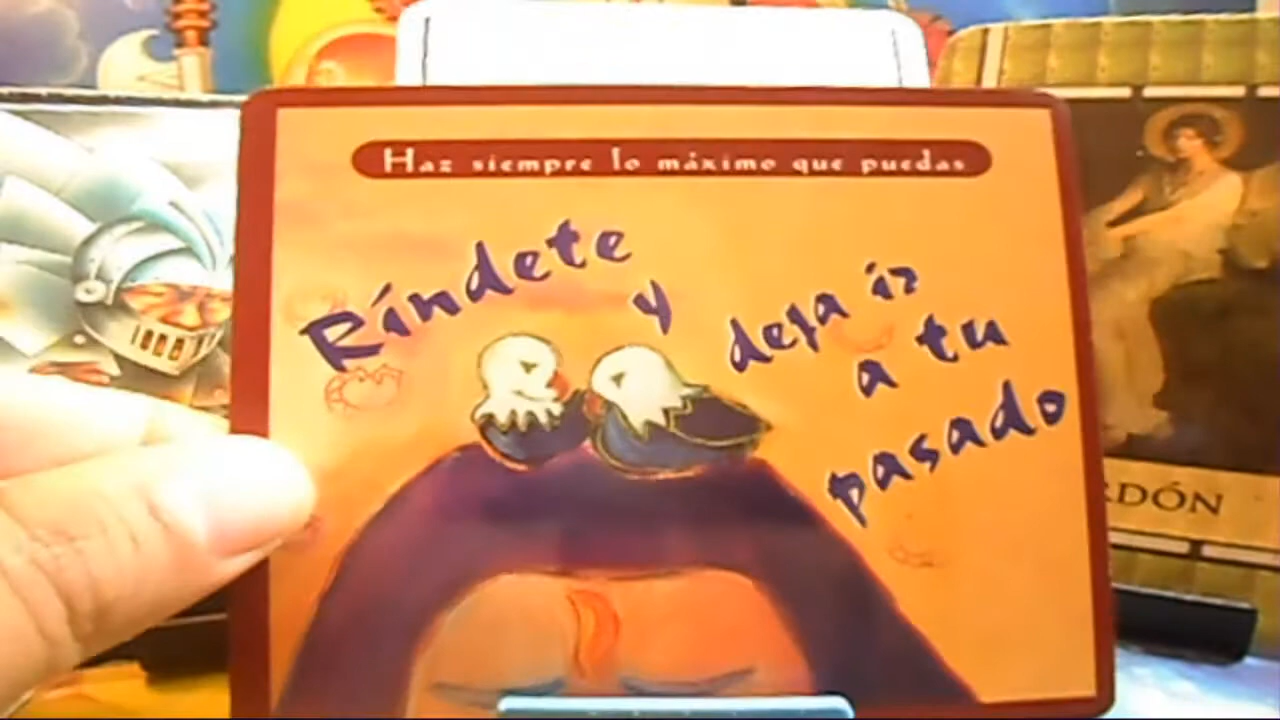 Haz siempre lo máximo que puedas
Ríndete
y
deja ir
a tu
pasado
RDÓN